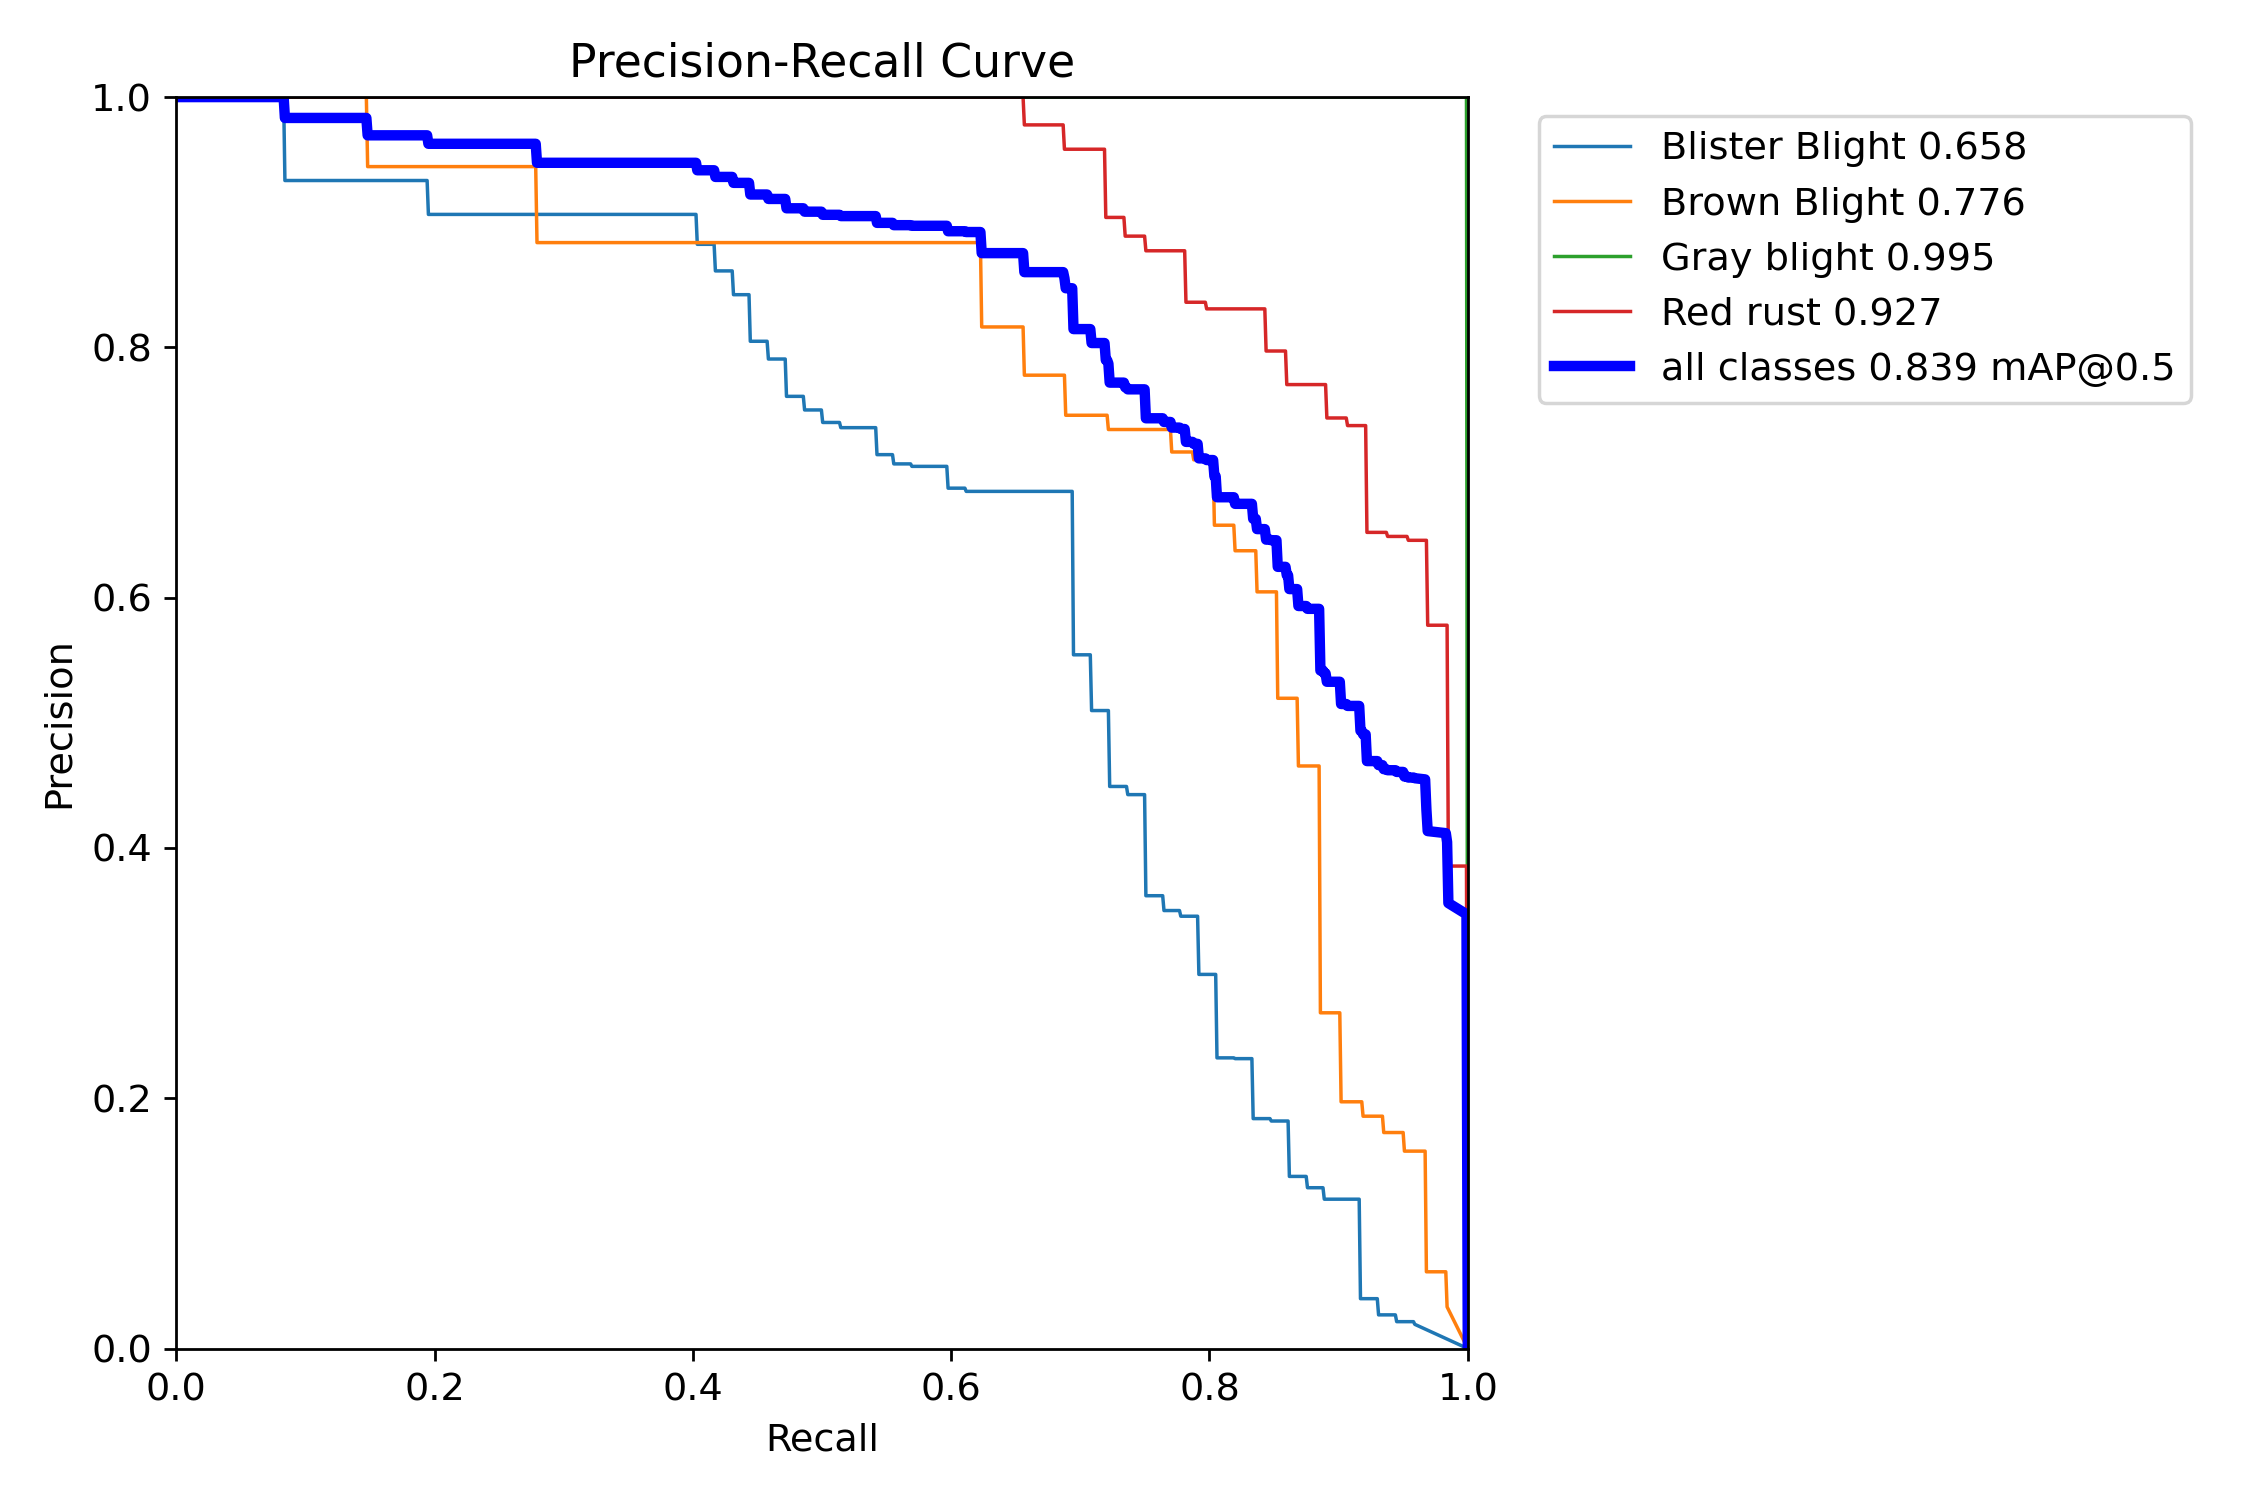 Precision-Recall Curve
1.0
0.8
0.6
0.4
0.2
0.0
Precision
0.0 0.2 0.4 0.6 0.8 1.0
Recall
Blister Blight 0.658
Brown Blight 0.776
Gray blight 0.995
Red rust 0.927
all classes 0.839 mAP@0.5